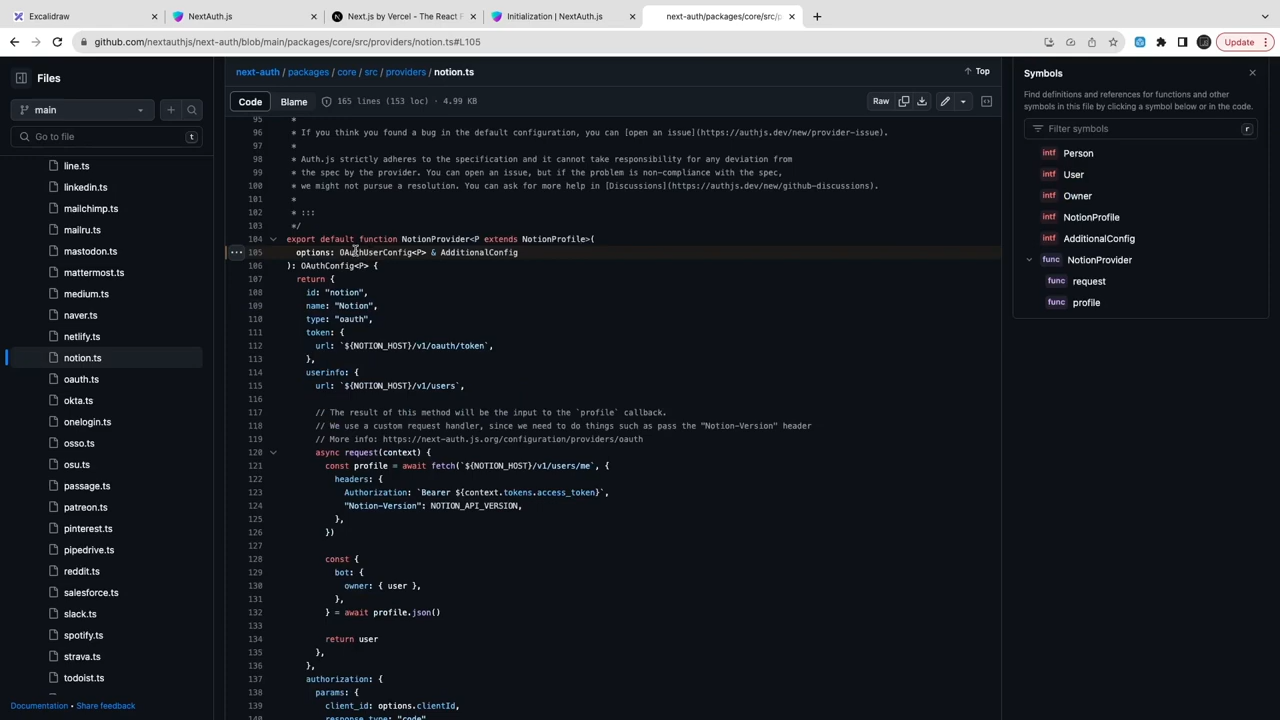 Excalidraw
NextAuth.js
Next.js by Vercel - The React F
Initialization | NextAuth.js
next-auth/packages/core/src/p
github.com/nextauthjs/next-auth/blob/main/packages/core/src/providers/notion.ts#L105
Update
Files
main
Go to file
t
line.ts
linkedin.ts
mailchimp.ts
mailru.ts
mastodon.ts
mattermost.ts
medium.ts
naver.ts
netlify.ts
notion.ts
oauth.ts
okta.ts
onelogin.ts
osso.ts
osu.ts
passage.ts
patreon.ts
pinterest.ts
pipedrive.ts
reddit.ts
salesforce.ts
slack.ts
spotify.ts
strava.ts
todoist.ts
Documentation • Share feedback
next-auth / packages / core / src / providers / notion.ts
Top
Code
Blame
165 lines (153 loc) · 4.99 KB
Raw
95 *
96 * If you think you found a bug in the default configuration, you can [open an issue](https://authjs.dev/new/provider-issue).
97 *
98 * Auth.js strictly adheres to the specification and it cannot take responsibility for any deviation from
99 * the spec by the provider. You can open an issue, but if the problem is non-compliance with the spec,
100 * we might not pursue a resolution. You can ask for more help in [Discussions](https://authjs.dev/new/github-discussions).
101 *
102 * :::
103 */
104 export default function NotionProvider<P extends NotionProfile>(
105 options: OAuthUserConfig<P> & AdditionalConfig
106 ): OAuthConfig<P> {
107 return {
108 id: "notion",
109 name: "Notion",
110 type: "oauth",
111 token: {
112 url: `${NOTION_HOST}/v1/oauth/token`,
113 },
114 userinfo: {
115 url: `${NOTION_HOST}/v1/users`,
116
117 // The result of this method will be the input to the `profile` callback.
118 // We use a custom request handler, since we need to do things such as pass the "Notion-Version" header
119 // More info: https://next-auth.js.org/configuration/providers/oauth
120 async request(context) {
121 const profile = await fetch(`${NOTION_HOST}/v1/users/me`, {
122 headers: {
123 Authorization: `Bearer ${context.tokens.access_token}`,
124 "Notion-Version": NOTION_API_VERSION,
125 },
126 })
127
128 const {
129 bot: {
130 owner: { user },
131 },
132 } = await profile.json()
133
134 return user
135 },
136 },
137 authorization: {
138 params: {
139 client_id: options.clientId,
140 response_type: "code",
Symbols
Find definitions and references for functions and other
symbols in this file by clicking a symbol below or in the code.
Filter symbols
r
intf Person
intf User
intf Owner
intf NotionProfile
intf AdditionalConfig
func NotionProvider
func request
func profile